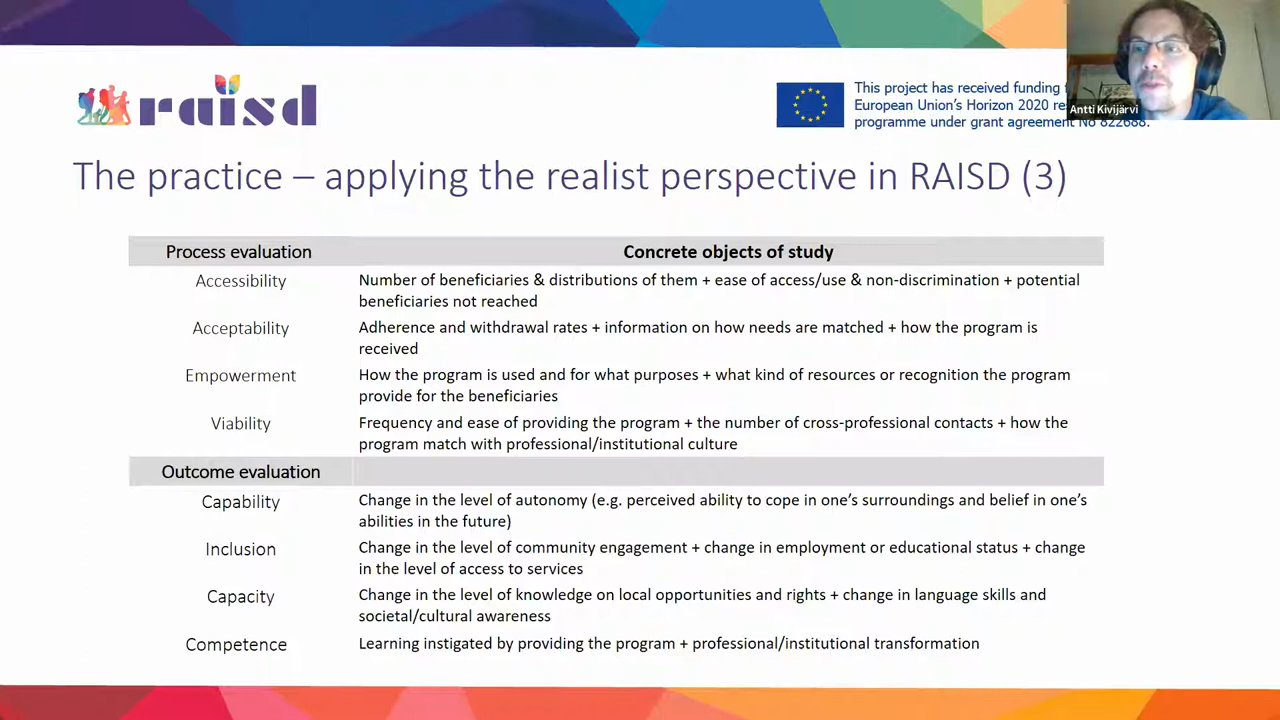 raisd
This project has received funding
European Union's Horizon 2020
programme under grant agreement No 822688.
Antti Kivijärvi
The practice – applying the realist perspective in RAISD (3)
Process evaluation Concrete objects of study
Accessibility Number of beneficiaries & distributions of them + ease of access/use & non-discrimination + potential
beneficiaries not reached
Acceptability Adherence and withdrawal rates + information on how needs are matched + how the program is
received
Empowerment How the program is used and for what purposes + what kind of resources or recognition the program
provide for the beneficiaries
Viability Frequency and ease of providing the program + the number of cross-professional contacts + how the
program match with professional/institutional culture
Outcome evaluation
Capability Change in the level of autonomy (e.g. perceived ability to cope in one's surroundings and belief in one's
abilities in the future)
Inclusion Change in the level of community engagement + change in employment or educational status + change
in the level of access to services
Capacity Change in the level of knowledge on local opportunities and rights + change in language skills and
societal/cultural awareness
Competence Learning instigated by providing the program + professional/institutional transformation